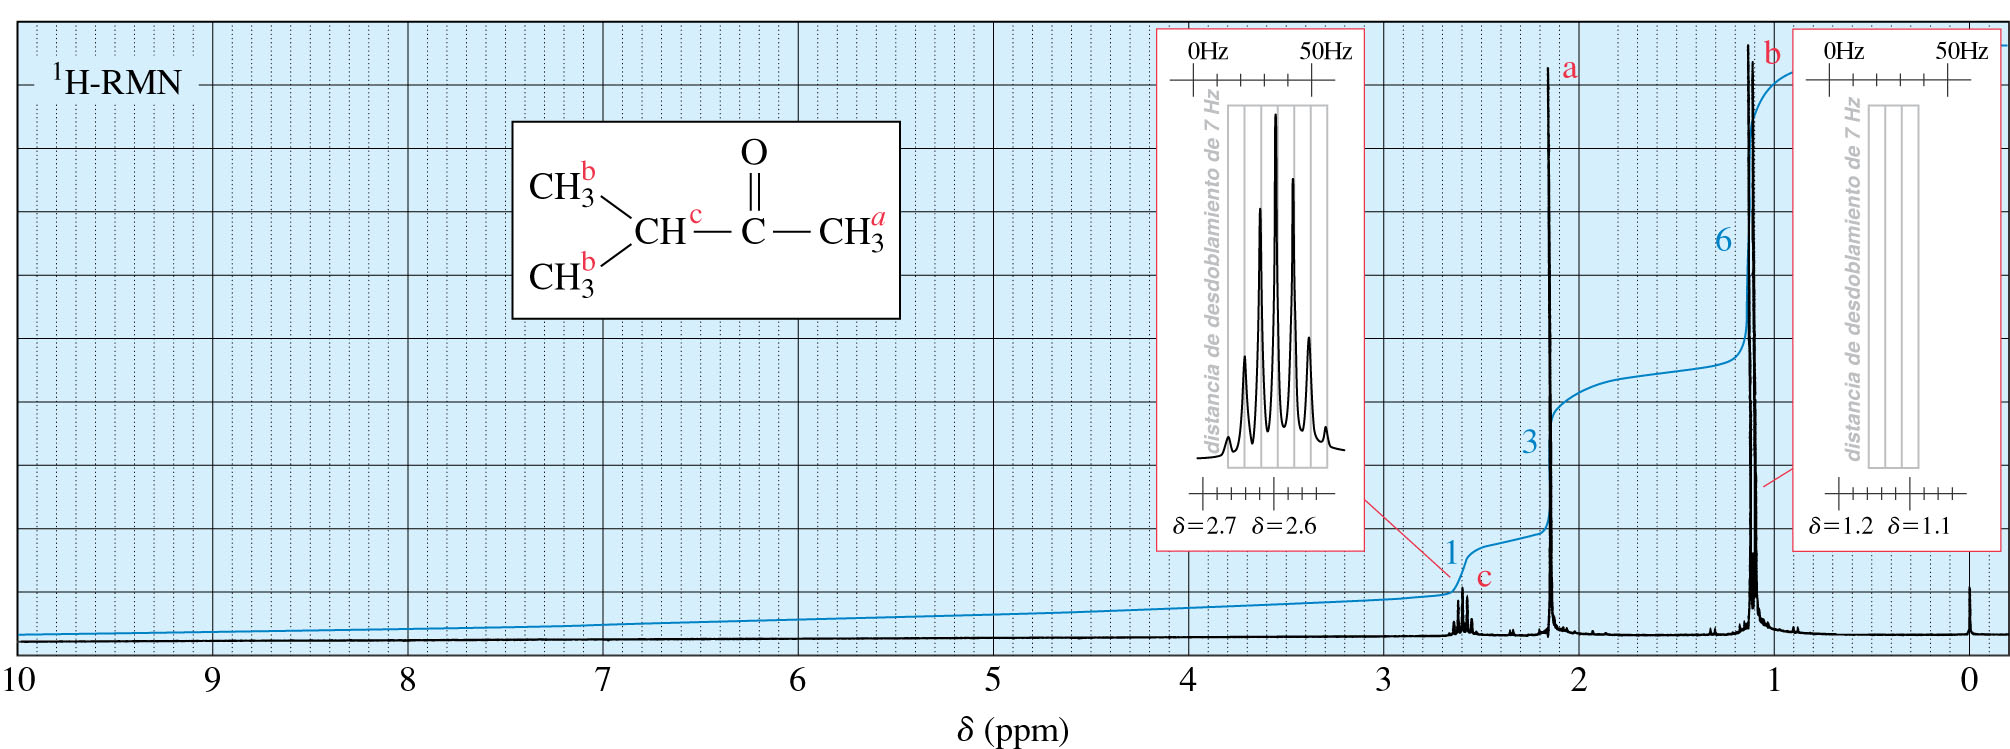 ¹H-RMN
O
CH₃ᵇ
CHᶜ
C
CH₃ᵃ
CH₃ᵇ
0Hz 50Hz
distancia de desdoblamiento de 7 Hz
δ=2.7 δ=2.6
a
b
0Hz 50Hz
distancia de desdoblamiento de 7 Hz
δ=1.2 δ=1.1
6
3
1
c
10 9 8 7 6 5 4 3 2 1 0
δ (ppm)